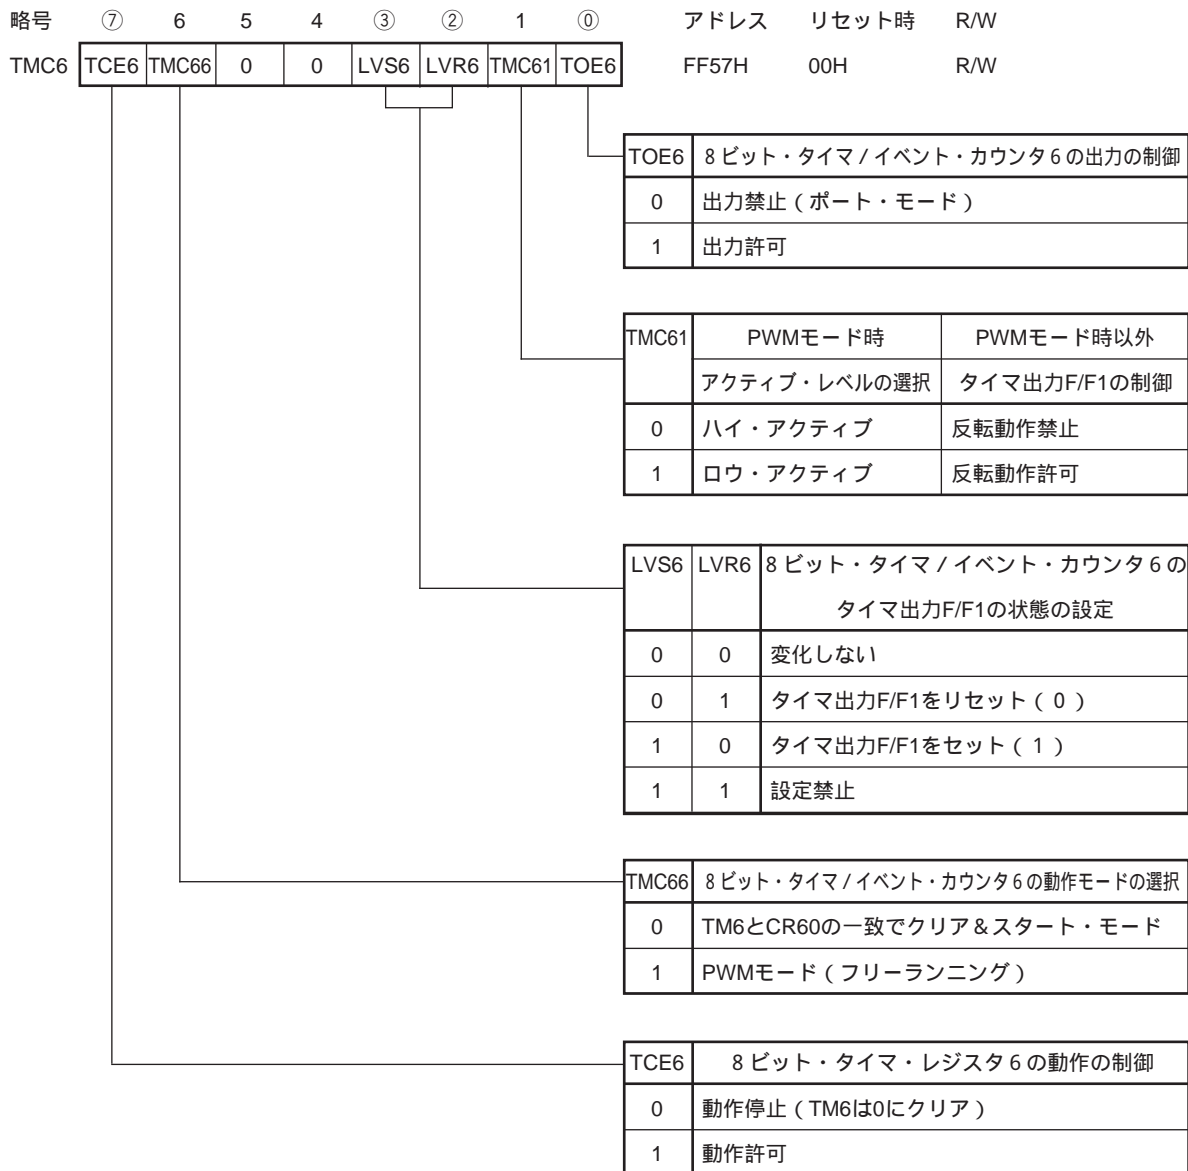 略号 ⑦ 6 5 4 ③ ② 1 ⓪ アドレス リセット時 R/W
TMC6 TCE6 TMC66 0 0 LVS6 LVR6 TMC61 TOE6 FF57H 00H R/W
TOE6 8ビット・タイマ/イベント・カウンタ6の出力の制御
0 出力禁止(ポート・モード)
1 出力許可
TMC61 PWMモード時 PWMモード時以外
アクティブ・レベルの選択 タイマ出力F/F1の制御
0 ハイ・アクティブ 反転動作禁止
1 ロウ・アクティブ 反転動作許可
LVS6 LVR6 8ビット・タイマ/イベント・カウンタ6の
タイマ出力F/F1の状態の設定
0 0 変化しない
0 1 タイマ出力F/F1をリセット(0)
1 0 タイマ出力F/F1をセット(1)
1 1 設定禁止
TMC66 8ビット・タイマ/イベント・カウンタ6の動作モードの選択
0 TM6とCR60の一致でクリア&スタート・モード
1 PWMモード(フリーランニング)
TCE6 8ビット・タイマ・レジスタ6の動作の制御
0 動作停止(TM6は0にクリア)
1 動作許可